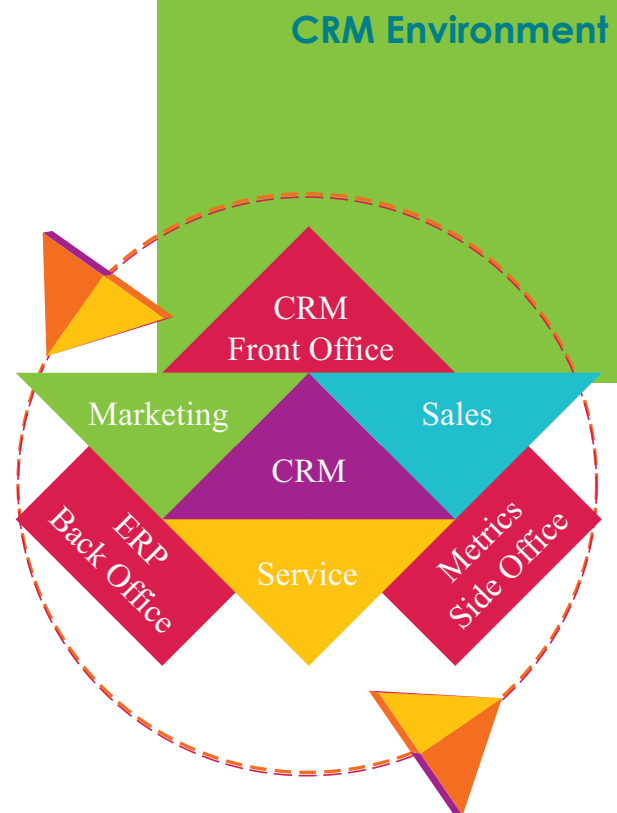 CRM Environment
CRM
Front Office
Marketing
Sales
CRM
ERP
Back Office
Service
Metrics
Side Office